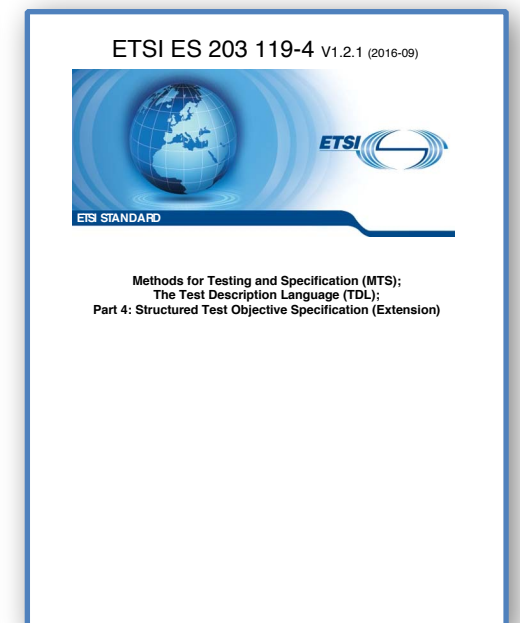 ETSI ES 203 119-4 V1.2.1 (2016-09)
ETSI
ETSI STANDARD
Methods for Testing and Specification (MTS);
The Test Description Language (TDL);
Part 4: Structured Test Objective Specification (Extension)